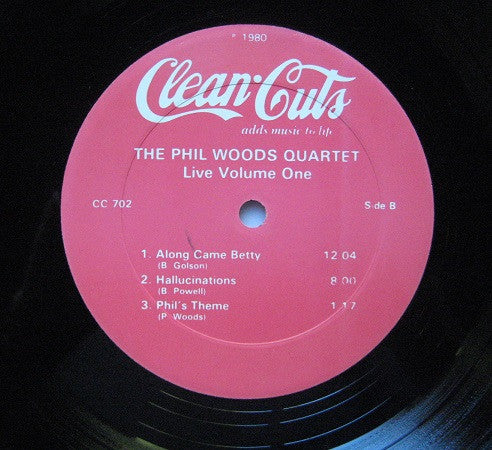 ℗ 1980
Clean·Cuts
adds music to life
THE PHIL WOODS QUARTET
Live Volume One
CC 702 Side B
1. Along Came Betty 12:04
(B. Golson)
2. Hallucinations 8:00
(B. Powell)
3. Phil's Theme 1:17
(P. Woods)